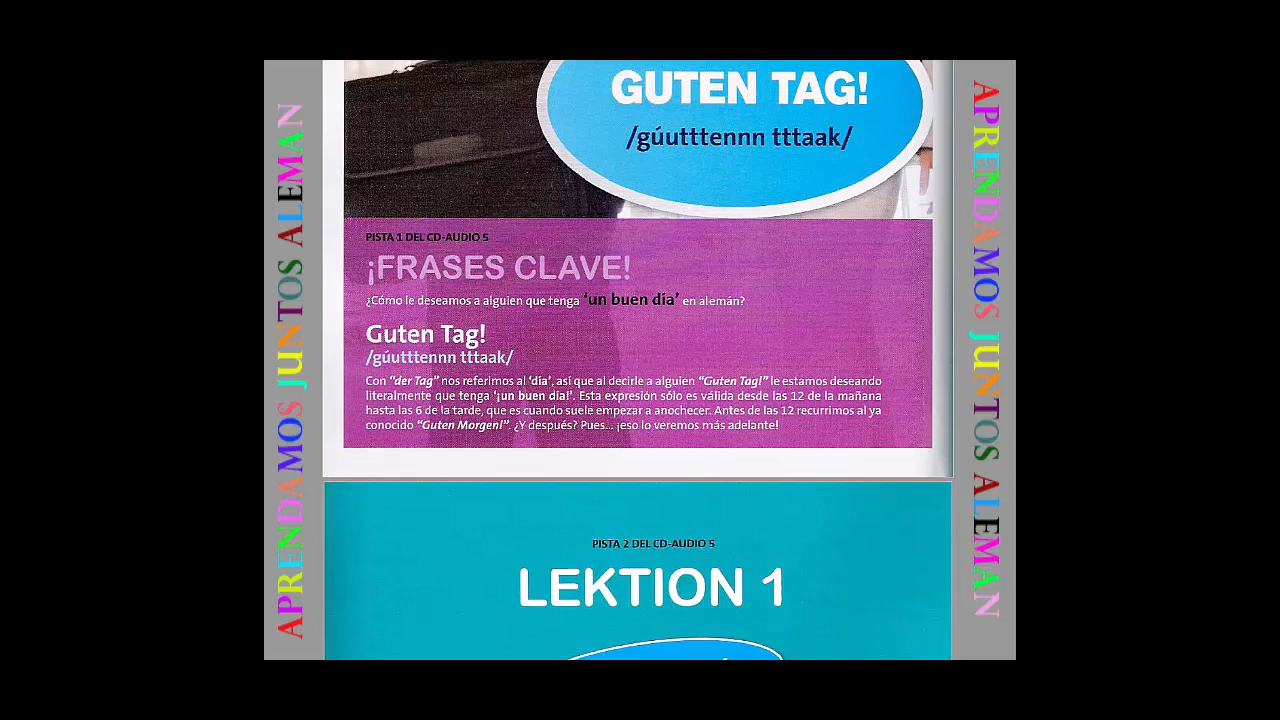 APRENDAMOS JUNTOS ALEMAN
GUTEN TAG!
/gúutttennn tttaak/
PISTA 1 DEL CD-AUDIO 5
¡FRASES CLAVE!
¿Cómo le deseamos a alguien que tenga 'un buen día' en alemán?
Guten Tag!
/gúutttennn tttaak/
Con "der Tag" nos referimos al 'día', así que al decirle a alguien "Guten Tag!" le estamos deseando
literalmente que tenga '¡un buen día!'. Esta expresión sólo es válida desde las 12 de la mañana
hasta las 6 de la tarde, que es cuando suele empezar a anochecer. Antes de las 12 recurrimos al ya
conocido "Guten Morgen!". ¿Y después? Pues... ¡eso lo veremos más adelante!
PISTA 2 DEL CD-AUDIO 5
LEKTION 1
APRENDAMOS JUNTOS ALEMAN